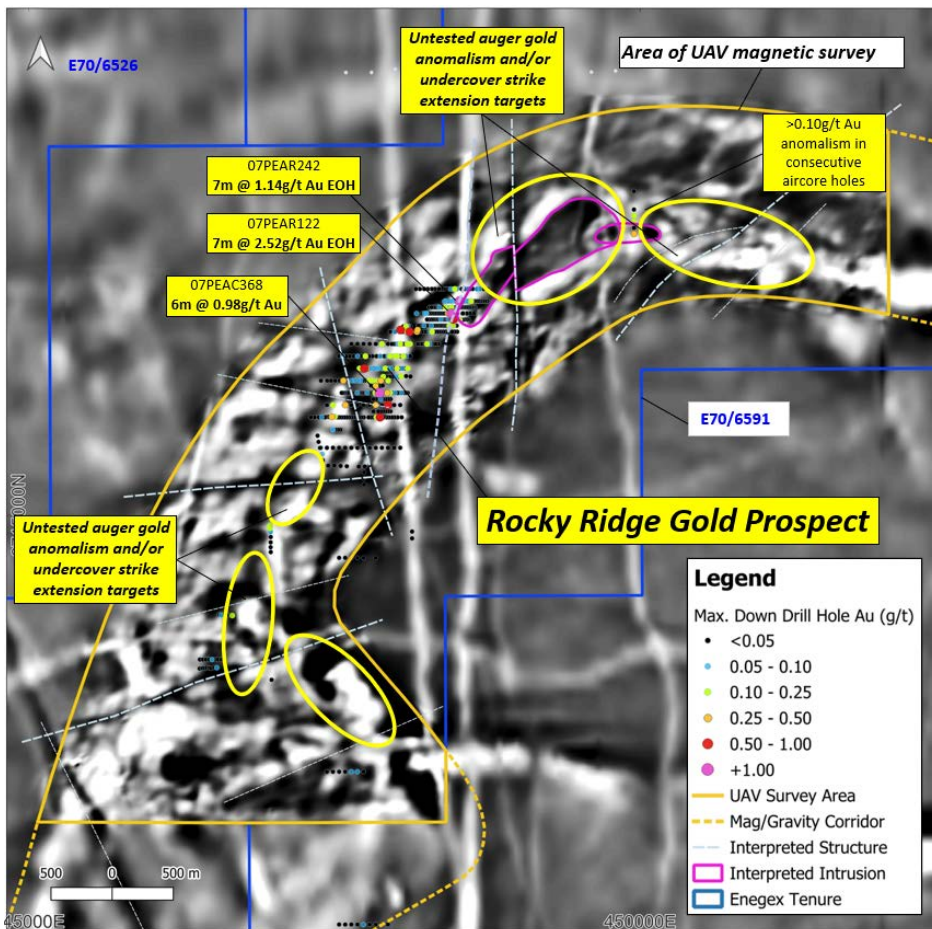 E70/6526
Untested auger gold
anomalism and/or
undercover strike
extension targets
Area of UAV magnetic survey
>0.10g/t Au
anomalism in
consecutive
aircore holes
07PEAR242
7m @ 1.14g/t Au EOH
07PEAR122
7m @ 2.52g/t Au EOH
07PEAC368
6m @ 0.98g/t Au
E70/6591
Rocky Ridge Gold Prospect
Untested auger gold
anomalism and/or
undercover strike
extension targets
Legend
Max. Down Drill Hole Au (g/t)
<0.05
0.05 - 0.10
0.10 - 0.25
0.25 - 0.50
0.50 - 1.00
+1.00
UAV Survey Area
Mag/Gravity Corridor
Interpreted Structure
Interpreted Intrusion
Enegex Tenure
500 0 500 m
45000E
450000E